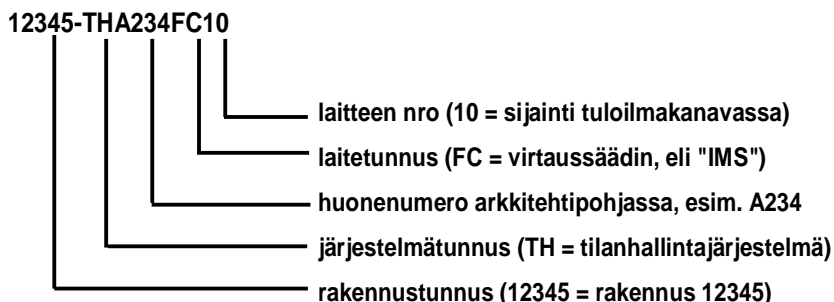 12345-THA234FC10
laitteen nro (10 = sijainti tuloilmakanavassa)
laitetunnus (FC = virtaussäädin, eli "IMS")
huonenumero arkkitehtipohjassa, esim. A234
järjestelmätunnus (TH = tilanhallintajärjestelmä)
rakennustunnus (12345 = rakennus 12345)